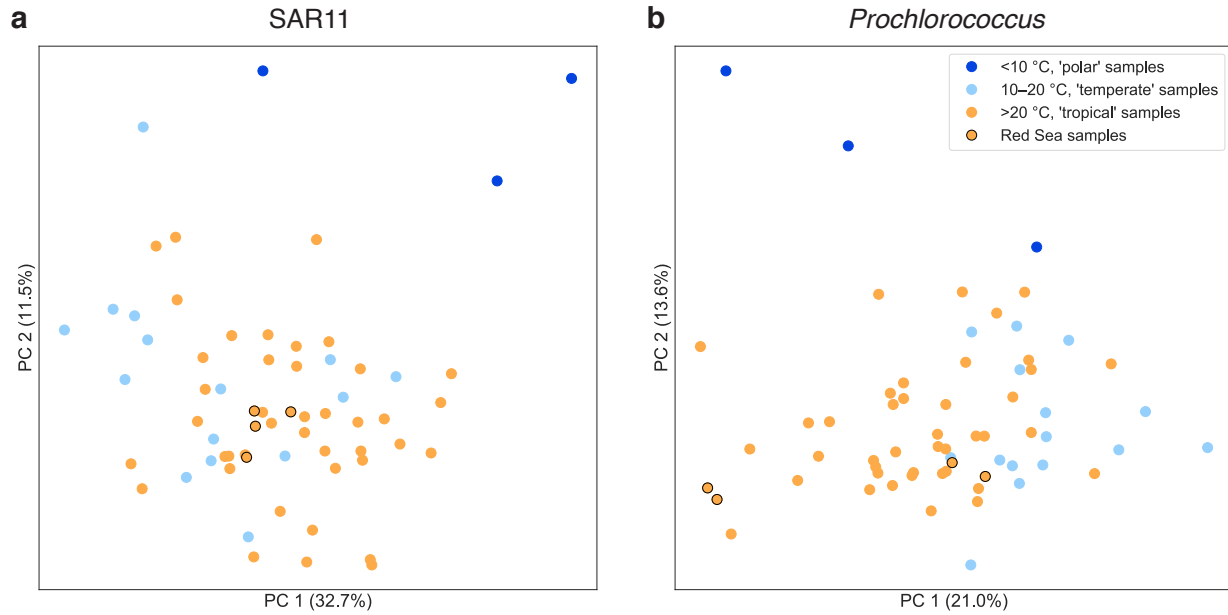 a
SAR11
PC 2 (11.5%)
PC 1 (32.7%)
b
Prochlorococcus
<10 °C, 'polar' samples
10–20 °C, 'temperate' samples
>20 °C, 'tropical' samples
Red Sea samples
PC 2 (13.6%)
PC 1 (21.0%)